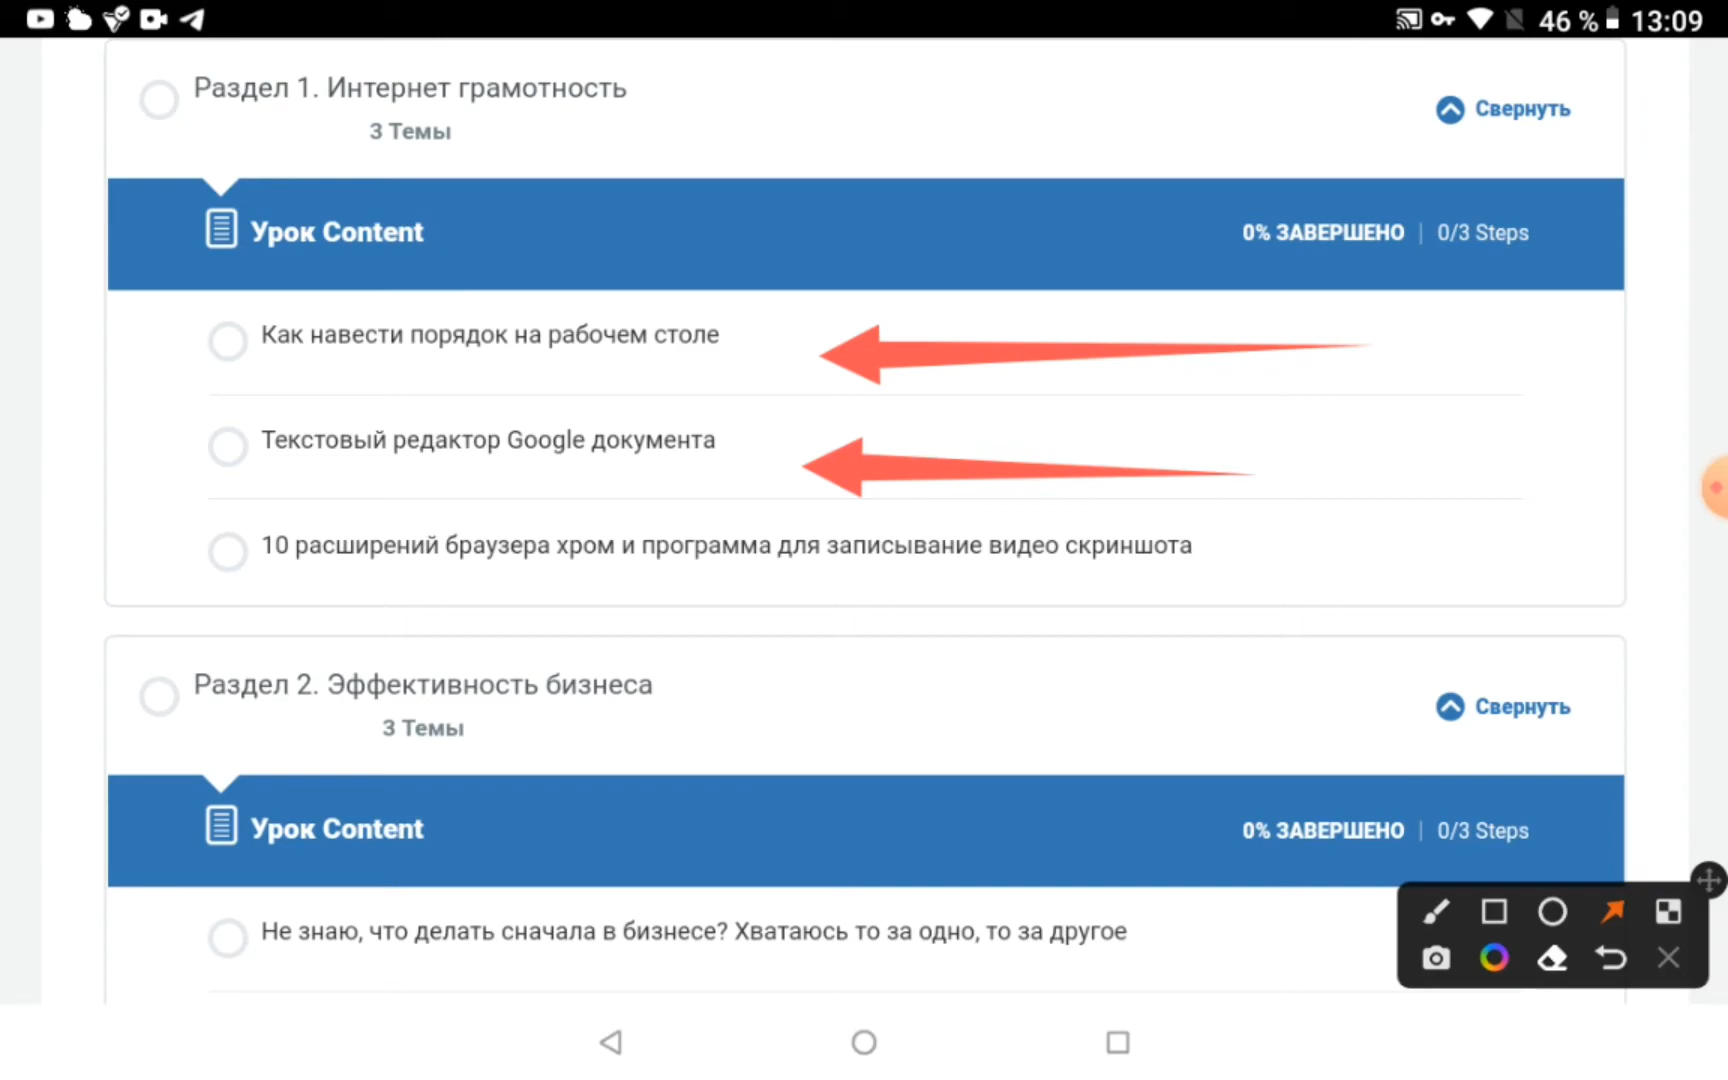 46 % 13:09
Раздел 1. Интернет грамотность
3 Темы
Свернуть
Урок Content
0% ЗАВЕРШЕНО | 0/3 Steps
Как навести порядок на рабочем столе
Текстовый редактор Google документа
10 расширений браузера хром и программа для записывание видео скриншота
Раздел 2. Эффективность бизнеса
3 Темы
Свернуть
Урок Content
0% ЗАВЕРШЕНО | 0/3 Steps
Не знаю, что делать сначала в бизнесе? Хватаюсь то за одно, то за другое